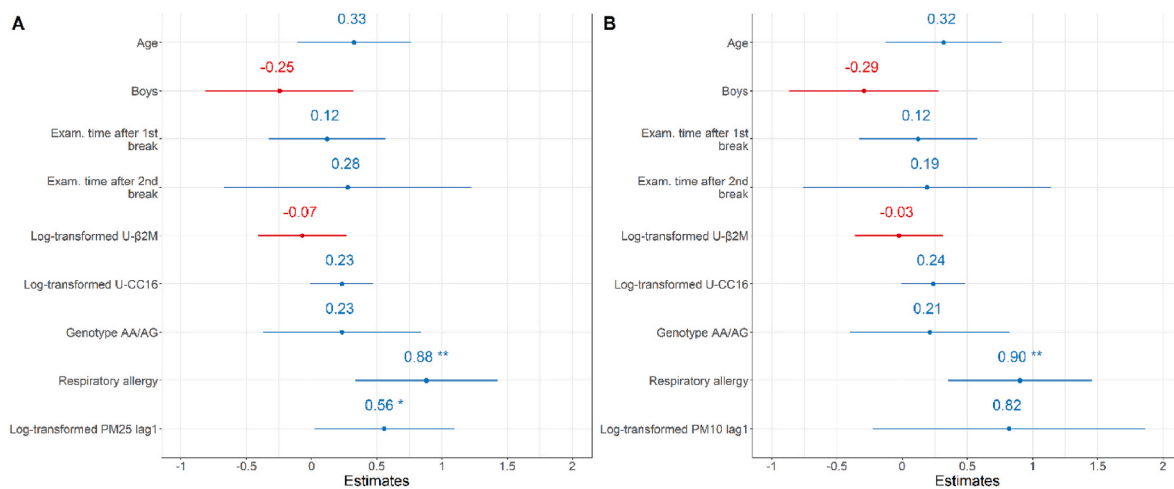 A
0.33
Age
-0.25
Boys
0.12
Exam. time after 1st
break
0.28
Exam. time after 2nd
break
-0.07
Log-transformed U-β2M
0.23
Log-transformed U-CC16
0.23
Genotype AA/AG
0.88 **
Respiratory allergy
0.56 *
Log-transformed PM25 lag1
-1 -0.5 0 0.5 1 1.5 2
Estimates
B
0.32
Age
-0.29
Boys
0.12
Exam. time after 1st
break
0.19
Exam. time after 2nd
break
-0.03
Log-transformed U-β2M
0.24
Log-transformed U-CC16
0.21
Genotype AA/AG
0.90 **
Respiratory allergy
0.82
Log-transformed PM10 lag1
-1 -0.5 0 0.5 1 1.5 2
Estimates